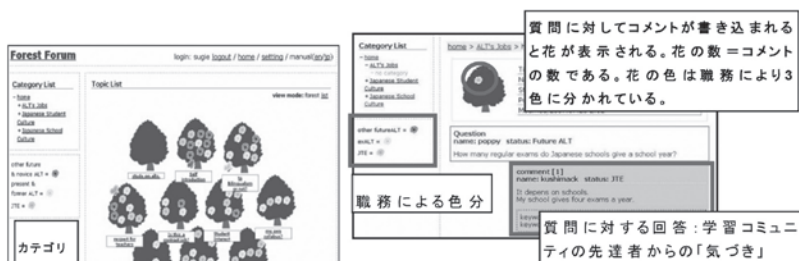 Forest Forum
login: sugie logout / home / setting / manual(en/jp)
Category List
- home
+ ALT's Jobs
+ Japanese Student
Culture
+ Japanese School
Culture
other future
& novice ALT =
present &
former ALT =
JTE =
カテゴリ
Topic List
view mode: forest list
respect for
teachers
Category List
- home
- ALT's Jobs
- no category
+ Japanese Student
Culture
+ Japanese School
Culture
other futureALT =
exALT =
JTE =
職務による色分
home > ALT's Jobs >
質問に対してコメントが書き込まれる
と花が表示される。花の数＝コメント
の数である。花の色は職務により3
色に分かれている。
Question
name: poppy status: Future ALT
How many regular exams do Japanese schools give a school year?
comment [1]
name: kushimack status: JTE
It depends on schools.
My school gives four exams a year.
質問に対する回答:学習コミュニ
ティの先達者からの「気づき」